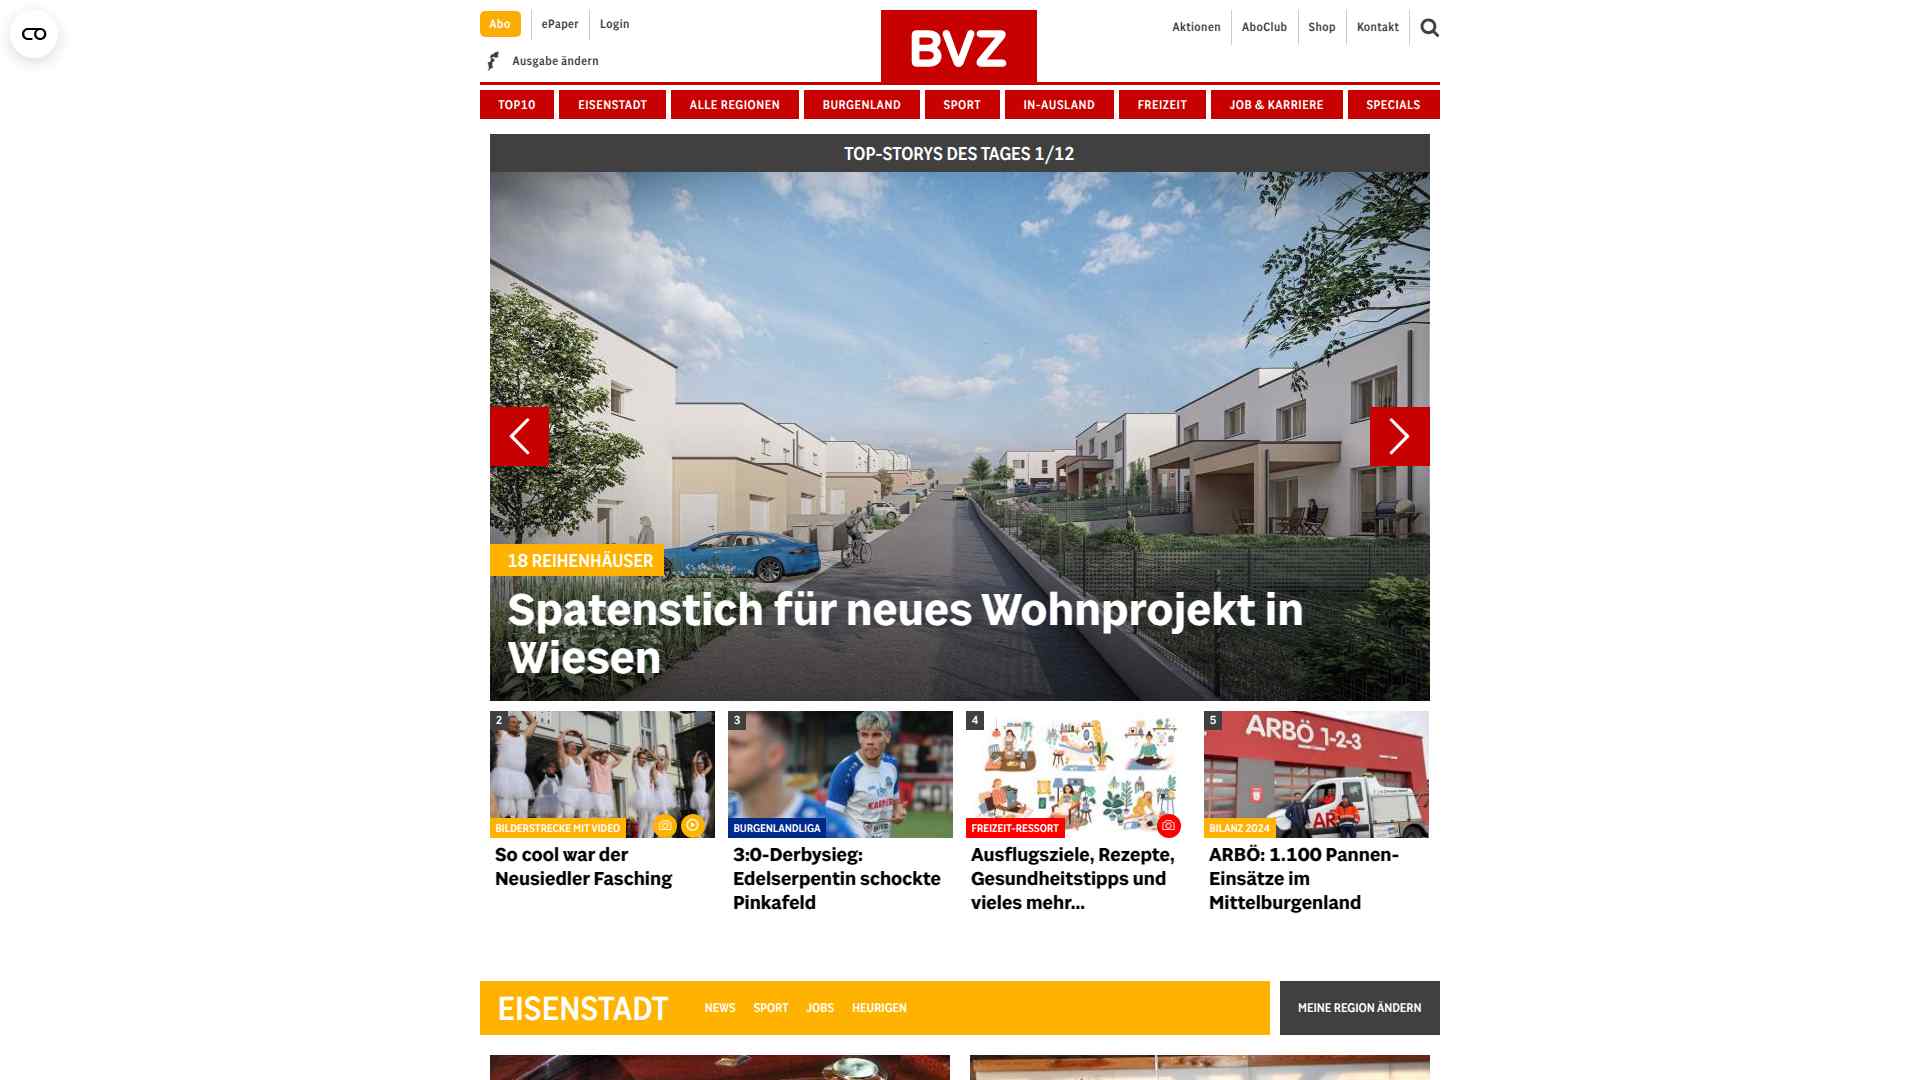 Abo
ePaper
Login
Ausgabe ändern
BVZ
Aktionen
AboClub
Shop
Kontakt
TOP10
EISENSTADT
ALLE REGIONEN
BURGENLAND
SPORT
IN-AUSLAND
FREIZEIT
JOB & KARRIERE
SPECIALS
TOP-STORYS DES TAGES 1/12
18 REIHENHÄUSER
Spatenstich für neues Wohnprojekt in
Wiesen
2
BILDERSTRECKE MIT VIDEO
So cool war der
Neusiedler Fasching
3
BURGENLANDLIGA
3:0-Derbysieg:
Edelserpentin schockte
Pinkafeld
4
FREIZEIT-RESSORT
Ausflugsziele, Rezepte,
Gesundheitstipps und
vieles mehr...
5
ARBÖ 1-2-3
BILANZ 2024
ARBÖ: 1.100 Pannen-
Einsätze im
Mittelburgenland
EISENSTADT
NEWS
SPORT
JOBS
HEURIGEN
MEINE REGION ÄNDERN